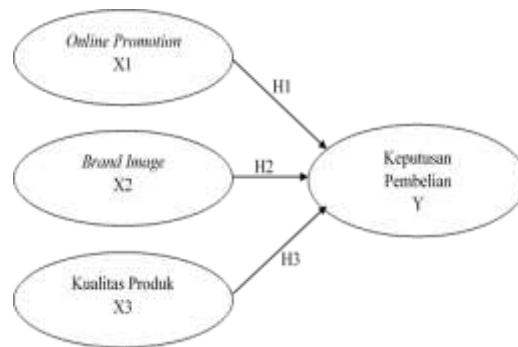 Online Promotion
X1
H1
Brand Image
X2
H2
Keputusan
Pembelian
Y
Kualitas Produk
X3
H3